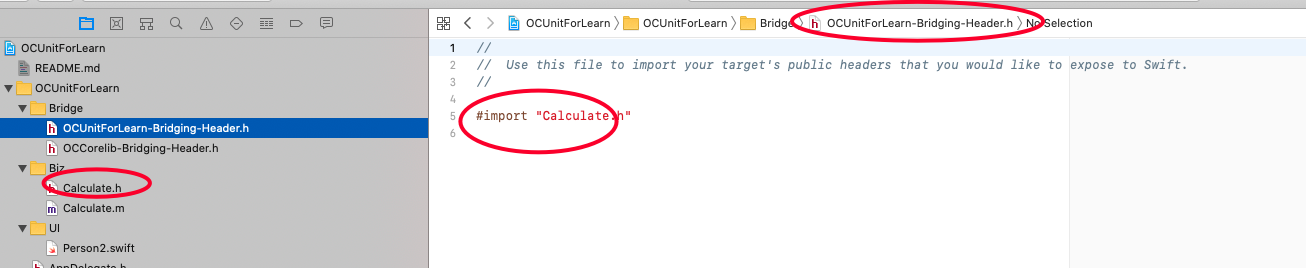 OCUnitForLearn
README.md
OCUnitForLearn
Bridge
OCUnitForLearn-Bridging-Header.h
OCCorelib-Bridging-Header.h
Biz
Calculate.h
Calculate.m
UI
Person2.swift
AppDelegate.h
OCUnitForLearn OCUnitForLearn Bridge OCUnitForLearn-Bridging-Header.h No Selection
1 //
2 // Use this file to import your target's public headers that you would like to expose to Swift.
3 //
4
5 #import "Calculate.h"
6